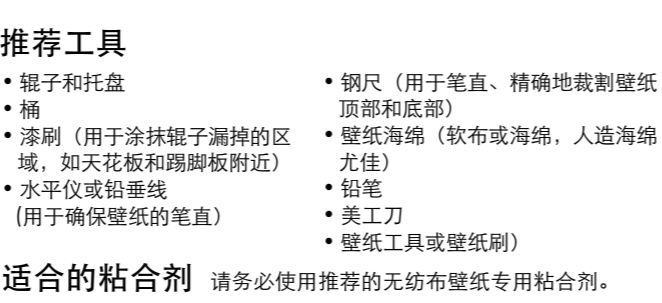 推荐工具
• 辊子和托盘
• 桶
• 漆刷（用于涂抹辊子漏掉的区
域，如天花板和踢脚板附近）
• 水平仪或铅垂线
(用于确保壁纸的笔直）
• 钢尺（用于笔直、精确地裁割壁纸
顶部和底部）
• 壁纸海绵（软布或海绵，人造海绵
尤佳）
• 铅笔
• 美工刀
• 壁纸工具或壁纸刷）
适合的粘合剂 请务必使用推荐的无纺布壁纸专用粘合剂。